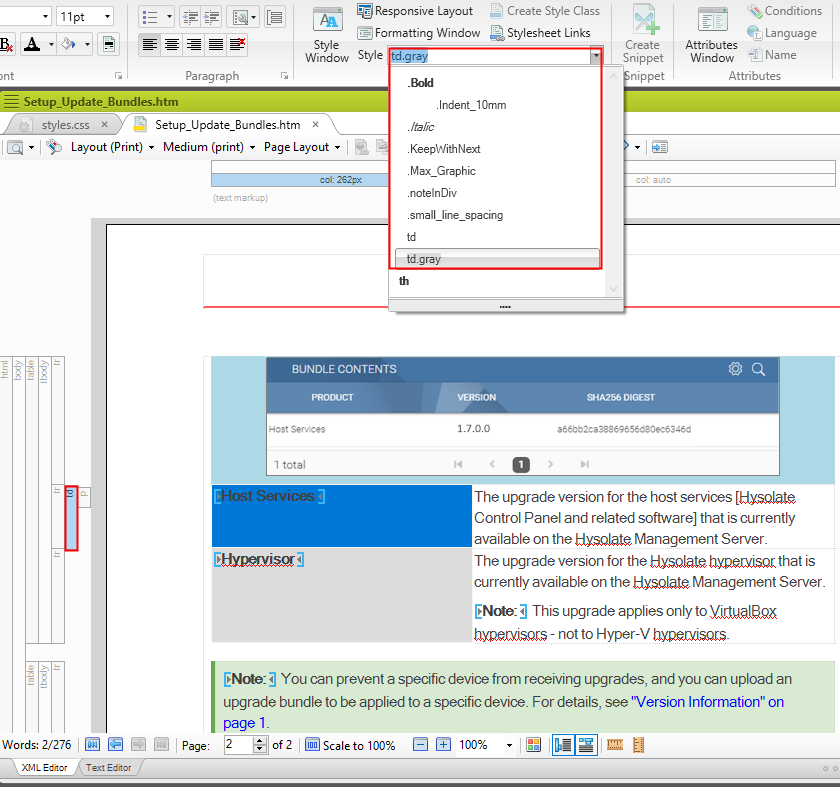 11pt
Responsive Layout
Create Style Class
Conditions
Formatting Window
Stylesheet Links
Language
Style Window
Style
td.gray
Create Snippet
Attributes Window
Name
Paragraph
Snippet
Attributes
Setup_Update_Bundles.htm
styles.css
Setup_Update_Bundles.htm
Layout (Print)
Medium (print)
Page Layout
.Bold
.Indent_10mm
.Italic
.KeepWithNext
.Max_Graphic
.noteInDiv
.small_line_spacing
td
td.gray
th
col: 262px
col: auto
(text markup)
html
body
table
tbody
tr
tr
td
p
tr
table
tbody
tr
BUNDLE CONTENTS
PRODUCT VERSION SHA256 DIGEST
Host Services 1.7.0.0 a66bb2ca38869656d80ec6346d
1 total 1
Host Services
The upgrade version for the host services [Hysolate
Control Panel and related software] that is currently
available on the Hysolate Management Server.
Hypervisor
The upgrade version for the Hysolate hypervisor that is
currently available on the Hysolate Management Server.
Note: This upgrade applies only to VirtualBox
hypervisors - not to Hyper-V hypervisors.
Note: You can prevent a specific device from receiving upgrades, and you can upload an
upgrade bundle to be applied to a specific device. For details, see "Version Information" on
page 1.
Words: 2/276
Page: 2 of 2
Scale to 100%
100%
XML Editor
Text Editor